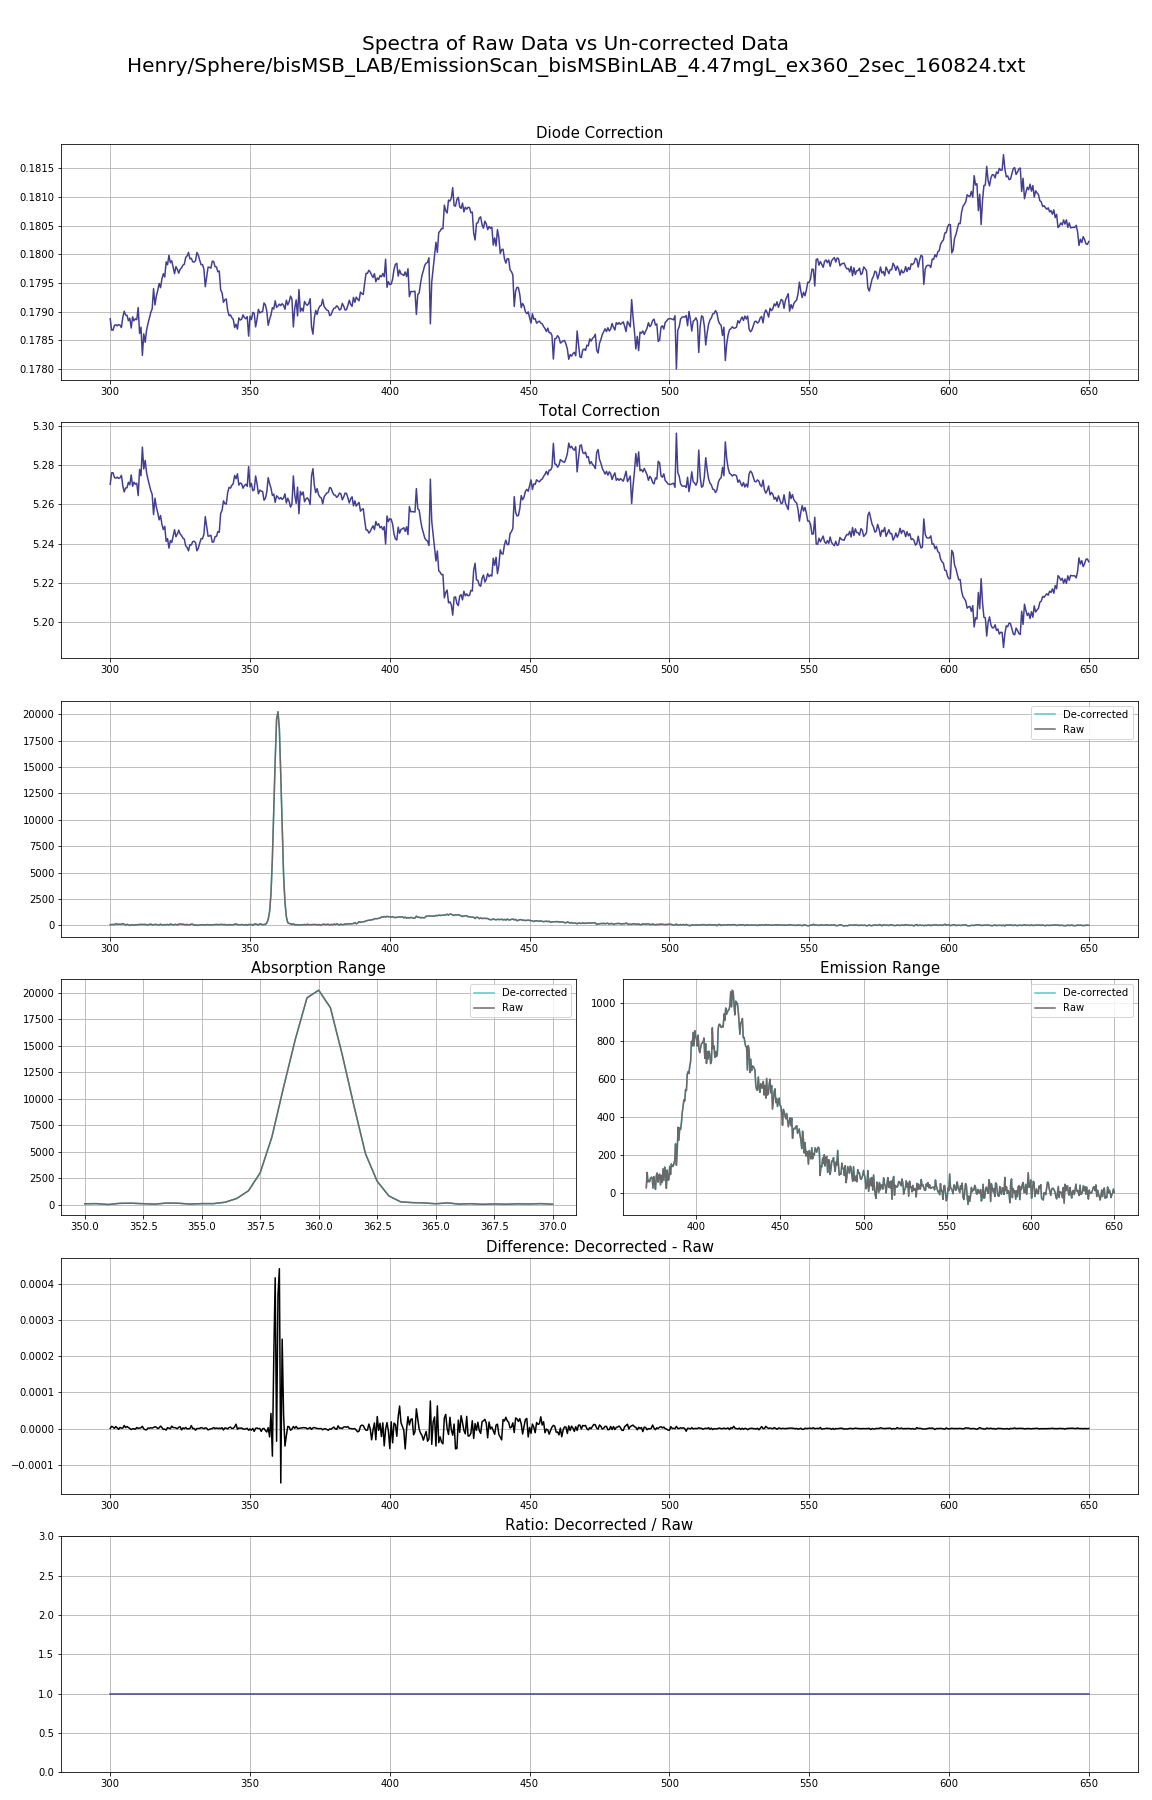 Spectra of Raw Data vs Un-corrected Data
Henry/Sphere/bisMSB_LAB/EmissionScan_bisMSBinLAB_4.47mgL_ex360_2sec_160824.txt
Diode Correction
0.1815
0.1810
0.1805
0.1800
0.1795
0.1790
0.1785
0.1780
300 350 400 450 500 550 600 650
Total Correction
5.30
5.28
5.26
5.24
5.22
5.20
300 350 400 450 500 550 600 650
20000
17500
15000
12500
10000
7500
5000
2500
0
De-corrected
Raw
300 350 400 450 500 550 600 650
Absorption Range
20000
17500
15000
12500
10000
7500
5000
2500
0
De-corrected
Raw
350.0 352.5 355.0 357.5 360.0 362.5 365.0 367.5 370.0
Emission Range
1000
800
600
400
200
0
De-corrected
Raw
400 450 500 550 600 650
Difference: Decorrected - Raw
0.0004
0.0003
0.0002
0.0001
0.0000
−0.0001
300 350 400 450 500 550 600 650
Ratio: Decorrected / Raw
3.0
2.5
2.0
1.5
1.0
0.5
0.0
300 350 400 450 500 550 600 650